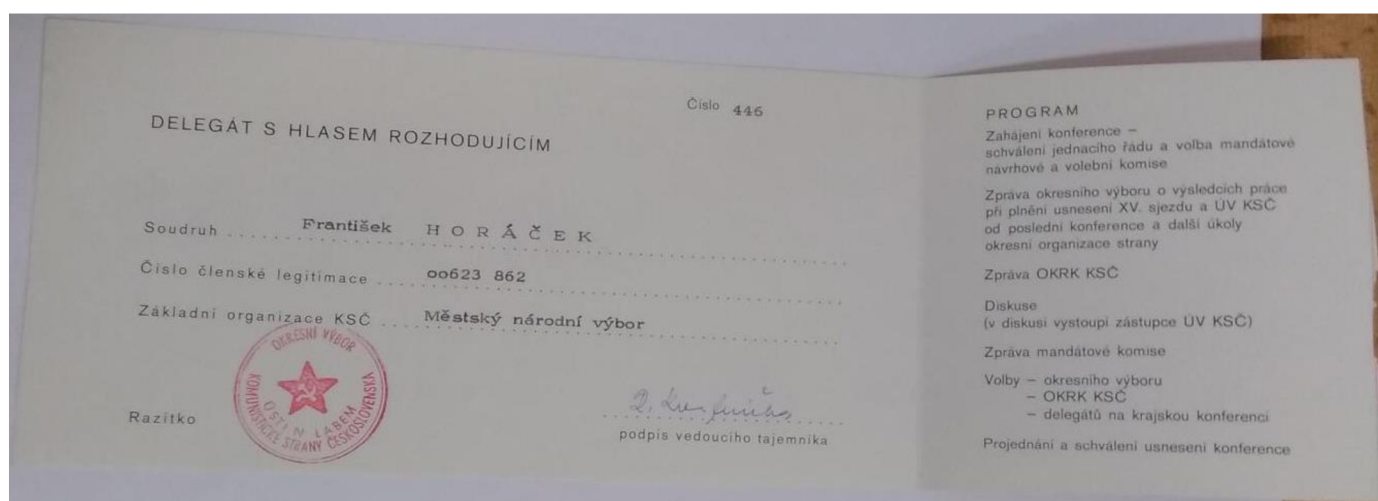 Číslo 446
DELEGÁT S HLASEM ROZHODUJÍCÍM
Soudruh František HORÁČEK
Číslo členské legitimace oo623 862
Základní organizace KSČ Městský národní výbor
OKRESNÍ VÝBOR
KOMUNISTICKÉ STRANY ČESKOSLOVENSKA
ÚSTÍ N LABEM
Razítko
podpis vedoucího tajemníka
PROGRAM
Zahájení konference –
schválení jednacího řádu a volba mandátové
návrhové a volební komise
Zpráva okresního výboru o výsledcích práce
při plnění usnesení XV. sjezdu a ÚV KSČ
od poslední konference a další úkoly
okresní organizace strany
Zpráva OKRK KSČ
Diskuse
(v diskusi vystoupí zástupce ÚV KSČ)
Zpráva mandátové komise
Volby – okresního výboru
– OKRK KSČ
– delegátů na krajskou konferenci
Projednání a schválení usnesení konference